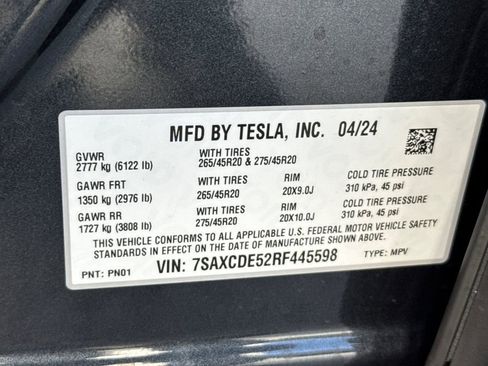 MFD BY TESLA, INC. 04/24
GVWR WITH TIRES
2777 kg (6122 lb) 265/45R20 & 275/45R20
GAWR FRT WITH TIRES RIM COLD TIRE PRESSURE
1350 kg (2976 lb) 265/45R20 20X9.0J 310 kPa, 45 psi
GAWR RR WITH TIRES RIM COLD TIRE PRESSURE
1727 kg (3808 lb) 275/45R20 20X10.0J 310 kPa, 45 psi
THIS VEHICLE CONFORMS TO ALL APPLICABLE U.S. FEDERAL MOTOR VEHICLE SAFETY
STANDARDS IN EFFECT ON THE DATE OF MANUFACTURE SHOWN ABOVE.
PNT: PN01 VIN: 7SAXCDE52RF445598 TYPE: MPV